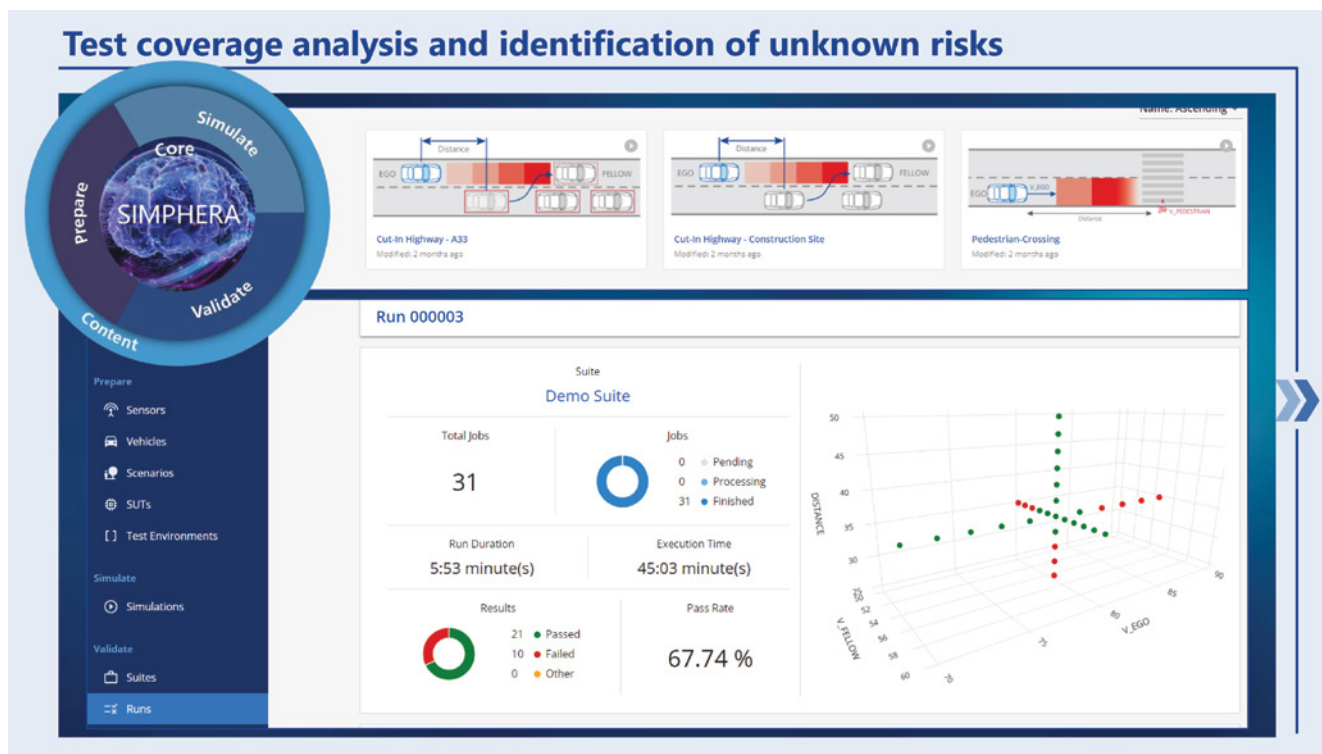 Test coverage analysis and identification of unknown risks
Simulate
Core
Prepare
SIMPHERA
Validate
Content
Name: Ascending
Distance
EGO
FELLOW
Cut-In Highway - A33
Modified: 2 months ago
Distance
EGO
FELLOW
Cut-In Highway - Construction Site
Modified: 2 months ago
EGO
V_EGO
Distance
V_PEDESTRIAN
Pedestrian-Crossing
Modified: 2 months ago
Run 000003
Prepare
Sensors
Vehicles
Scenarios
SUTs
Test Environments
Simulate
Simulations
Validate
Suites
Runs
Suite
Demo Suite
Total Jobs
31
Jobs
0 Pending
0 Processing
31 Finished
Run Duration
5:53 minute(s)
Execution Time
45:03 minute(s)
Results
21 Passed
10 Failed
0 Other
Pass Rate
67.74 %
50
45
40
35
30
DISTANCE
52
54
56
58
60
V_FELLOW
70
75
80
85
90
V_EGO